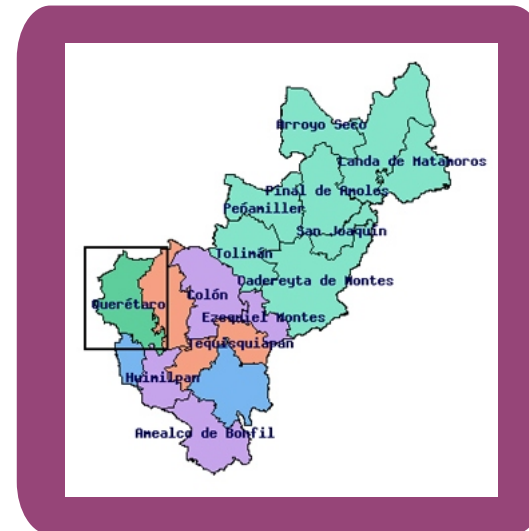 Arroyo Seco
Landa de Matamoros
Pinal de Amoles
Peñamiller
San Joaquin
Tolimán
Cadereyta de Montes
Colón
Querétaro
Ezequiel Montes
Tequisquiapan
Huimilpan
Amealco de Bonfil